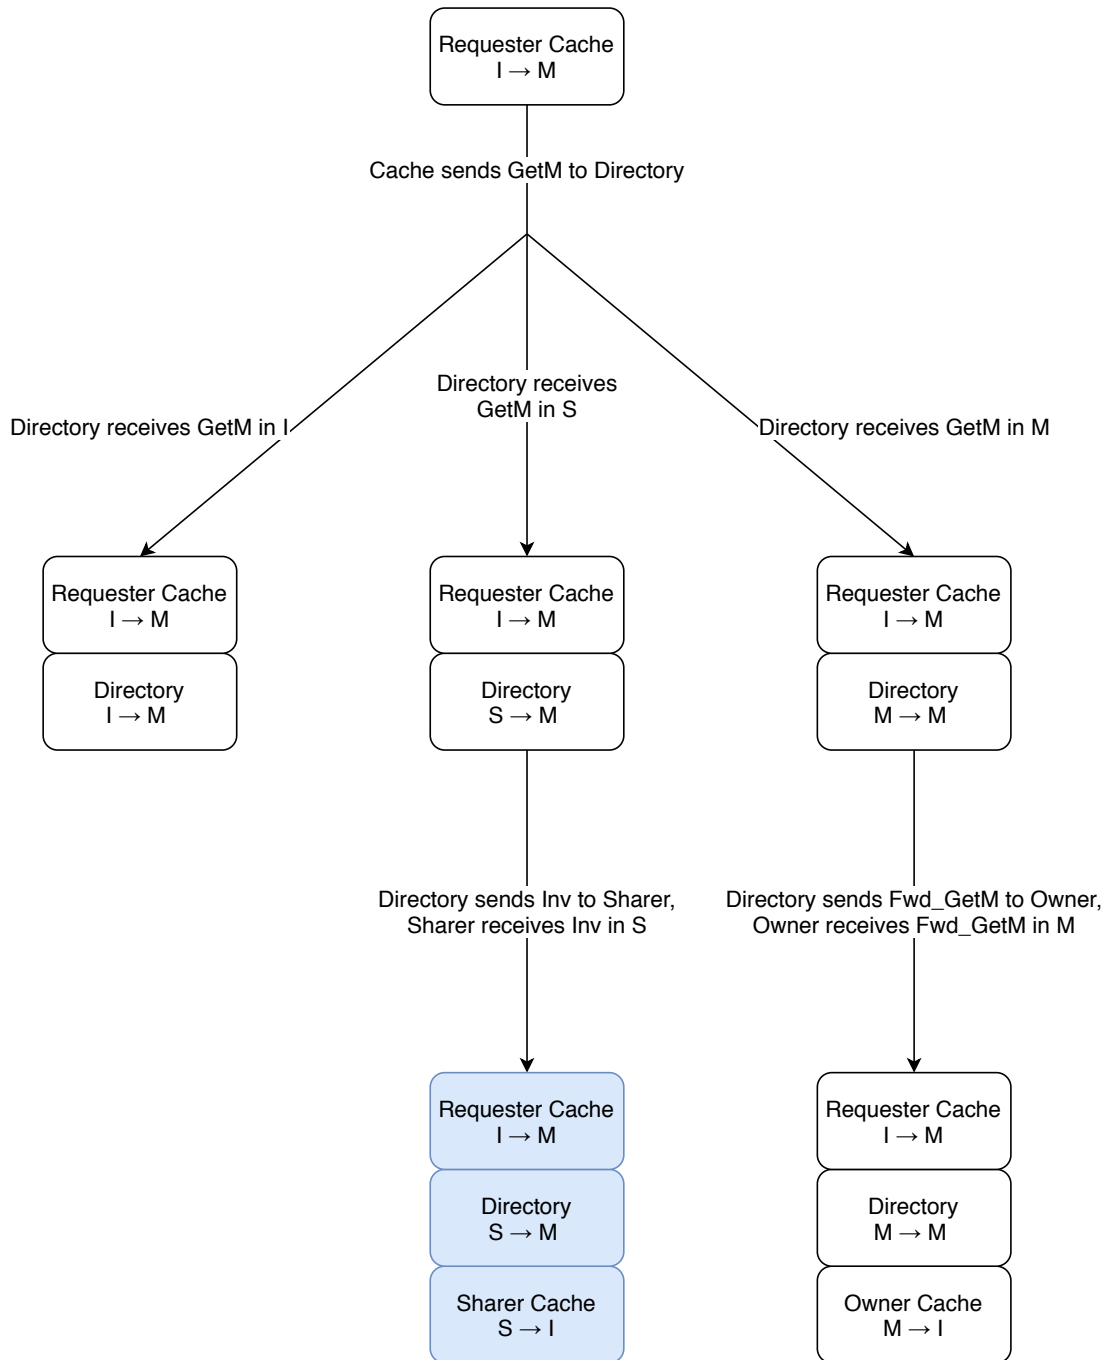 Requester Cache
I → M
Cache sends GetM to Directory
Directory receives
GetM in S
Directory receives GetM in I
Directory receives GetM in M
Requester Cache
I → M
Directory
I → M
Requester Cache
I → M
Directory
S → M
Requester Cache
I → M
Directory
M → M
Directory sends Inv to Sharer,
Sharer receives Inv in S
Directory sends Fwd_GetM to Owner,
Owner receives Fwd_GetM in M
Requester Cache
I → M
Directory
S → M
Sharer Cache
S → I
Requester Cache
I → M
Directory
M → M
Owner Cache
M → I